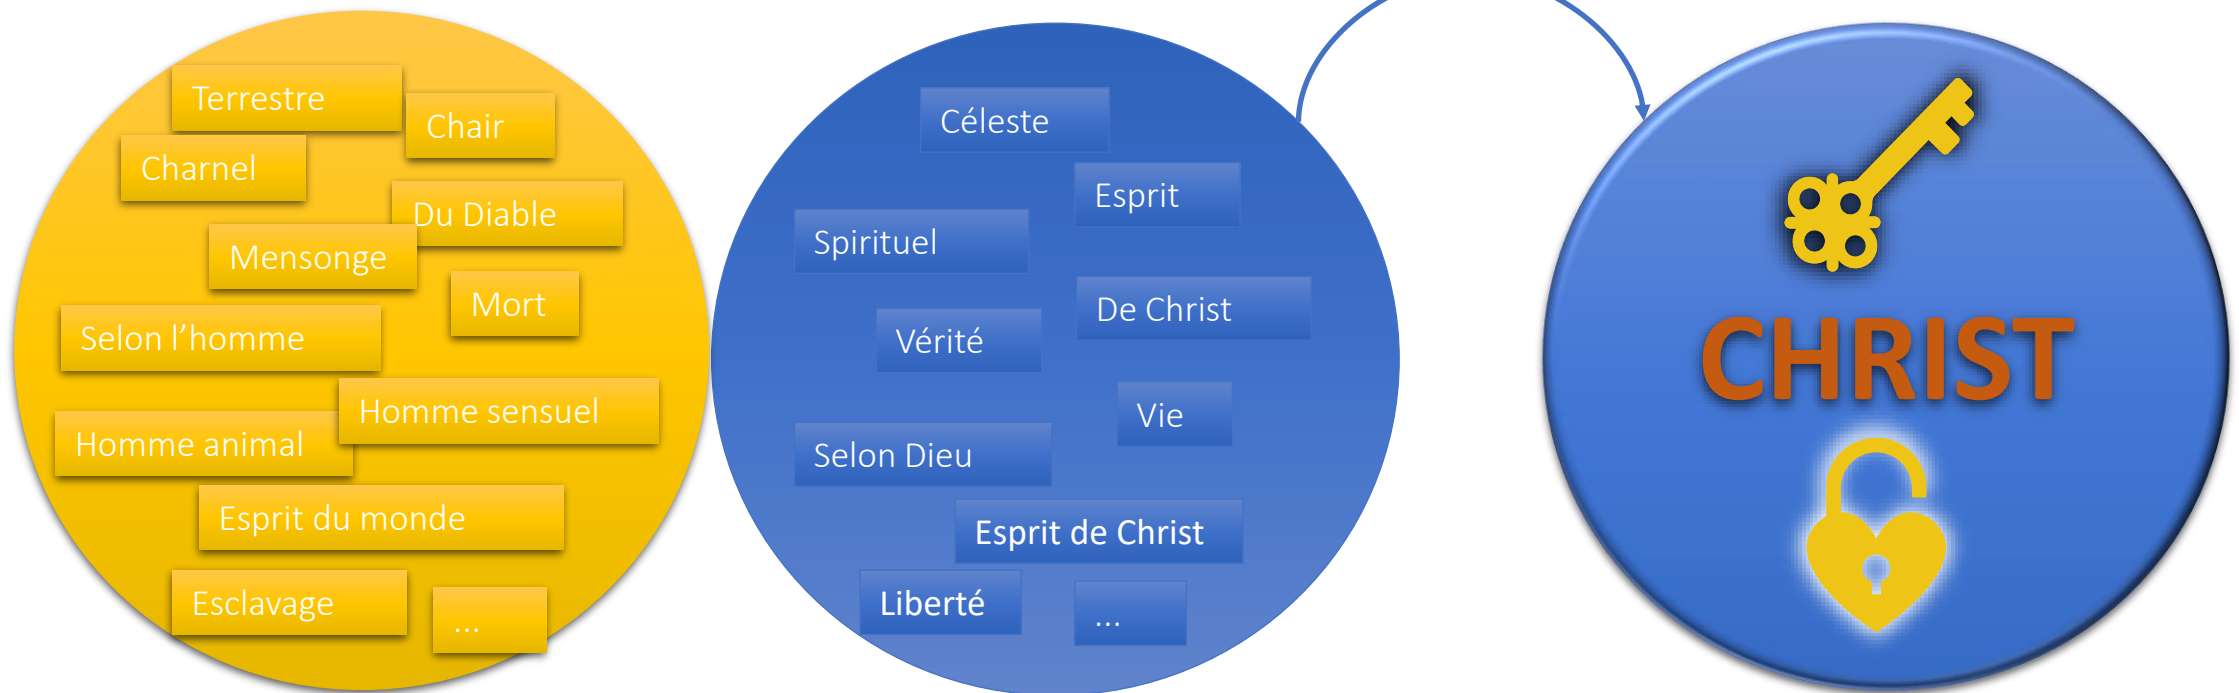 Terrestre
Chair
Charnel
Du Diable
Mensonge
Mort
Selon l’homme
Homme sensuel
Homme animal
Esprit du monde
Esclavage
...
Céleste
Esprit
Spirituel
De Christ
Vérité
Vie
Selon Dieu
Esprit de Christ
Liberté
...
CHRIST